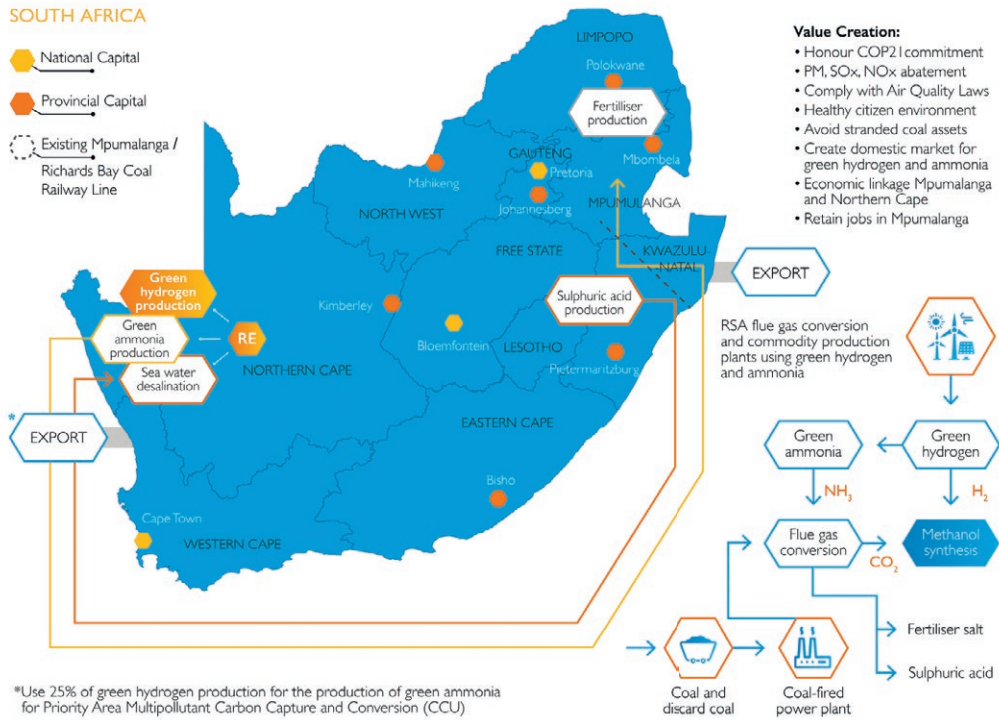 SOUTH AFRICA
National Capital
Provincial Capital
Existing Mpumalanga /
Richards Bay Coal
Railway Line
LIMPOPO
Polokwane
Fertilliser
production
GAUTENG
Pretoria
Mbombela
Mahikeng
Johannesberg
MPUMULANGA
NORTH WEST
FREE STATE
KWAZULU-
NATAL
EXPORT
Green
hydrogen
production
Green
ammonia
production
RE
Sea water
desalination
Kimberley
Sulphuric acid
production
Bloemfontein
LESOTHO
Pietermaritzburg
NORTHERN CAPE
* EXPORT
EASTERN CAPE
Bisho
Cape Town
WESTERN CAPE
Value Creation:
• Honour COP21commitment
• PM, SOx, NOx abatement
• Comply with Air Quality Laws
• Healthy citizen environment
• Avoid stranded coal assets
• Create domestic market for
green hydrogen and ammonia
• Economic linkage Mpumalanga
and Northern Cape
• Retain jobs in Mpumalanga
RSA flue gas conversion
and commodity production
plants using green hydrogen
and ammonia
Green
ammonia
Green
hydrogen
NH₃
H₂
Flue gas
conversion
CO₂
Methanol
synthesis
Fertiliser salt
Sulphuric acid
Coal and
discard coal
Coal-fired
power plant
*Use 25% of green hydrogen production for the production of green ammonia
for Priority Area Multipollutant Carbon Capture and Conversion (CCU)